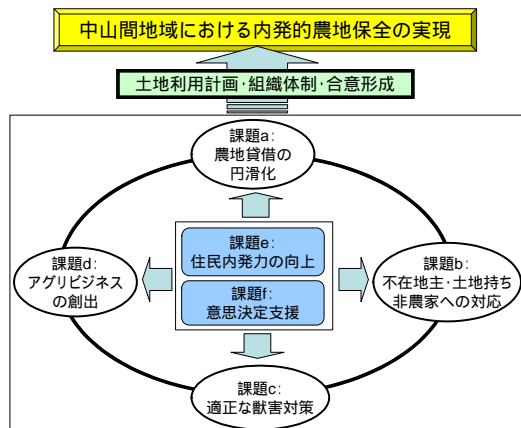 中山間地域における内発的農地保全の実現
土地利用計画・組織体制・合意形成
課題a:
農地貸借の
円滑化
課題e:
住民内発力の向上
課題d:
アグリビジネス
の創出
課題b:
不在地主・土地持ち
非農家への対応
課題f:
意思決定支援
課題c:
適正な獣害対策